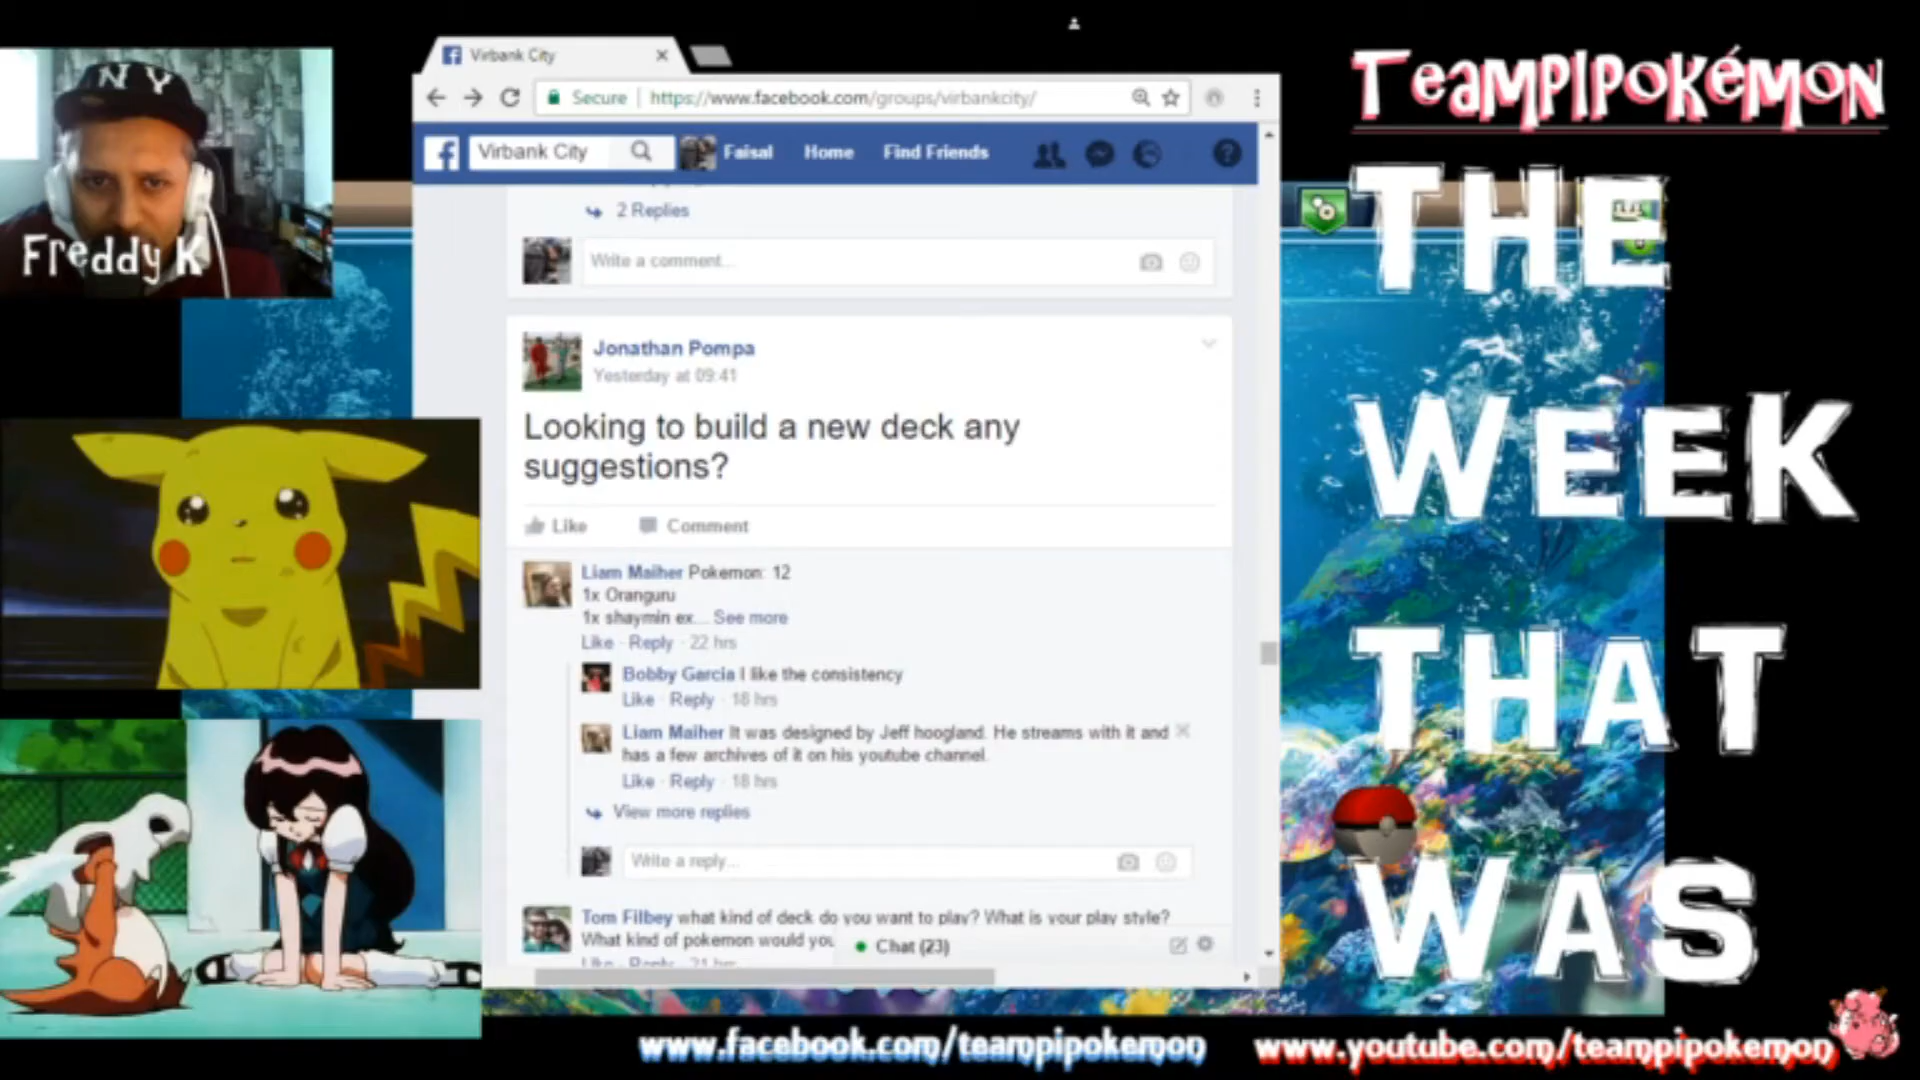 NY
Freddy K
Virbank City
Secure
https://www.facebook.com/groups/virbankcity/
Virbank City
Faisal
Home
Find Friends
2 Replies
Write a comment...
Jonathan Pompa
Yesterday at 09:41
Looking to build a new deck any
suggestions?
Like
Comment
Liam Maiher Pokemon: 12
1x Oranguru
1x shaymin ex... See more
Like · Reply · 22 hrs
Bobby Garcia I like the consistency
Like · Reply · 18 hrs
Liam Maiher It was designed by Jeff hoogland. He streams with it and
has a few archives of it on his youtube channel.
Like · Reply · 18 hrs
View more replies
Write a reply...
Tom Filbey what kind of deck do you want to play? What is your play style?
What kind of pokemon would you
Like · Reply · 21 hrs
Chat (23)
TeampIpokémon
THE
WEEK
THAT
WAS
www.facebook.com/teampipokemon
www.youtube.com/teampipokemon